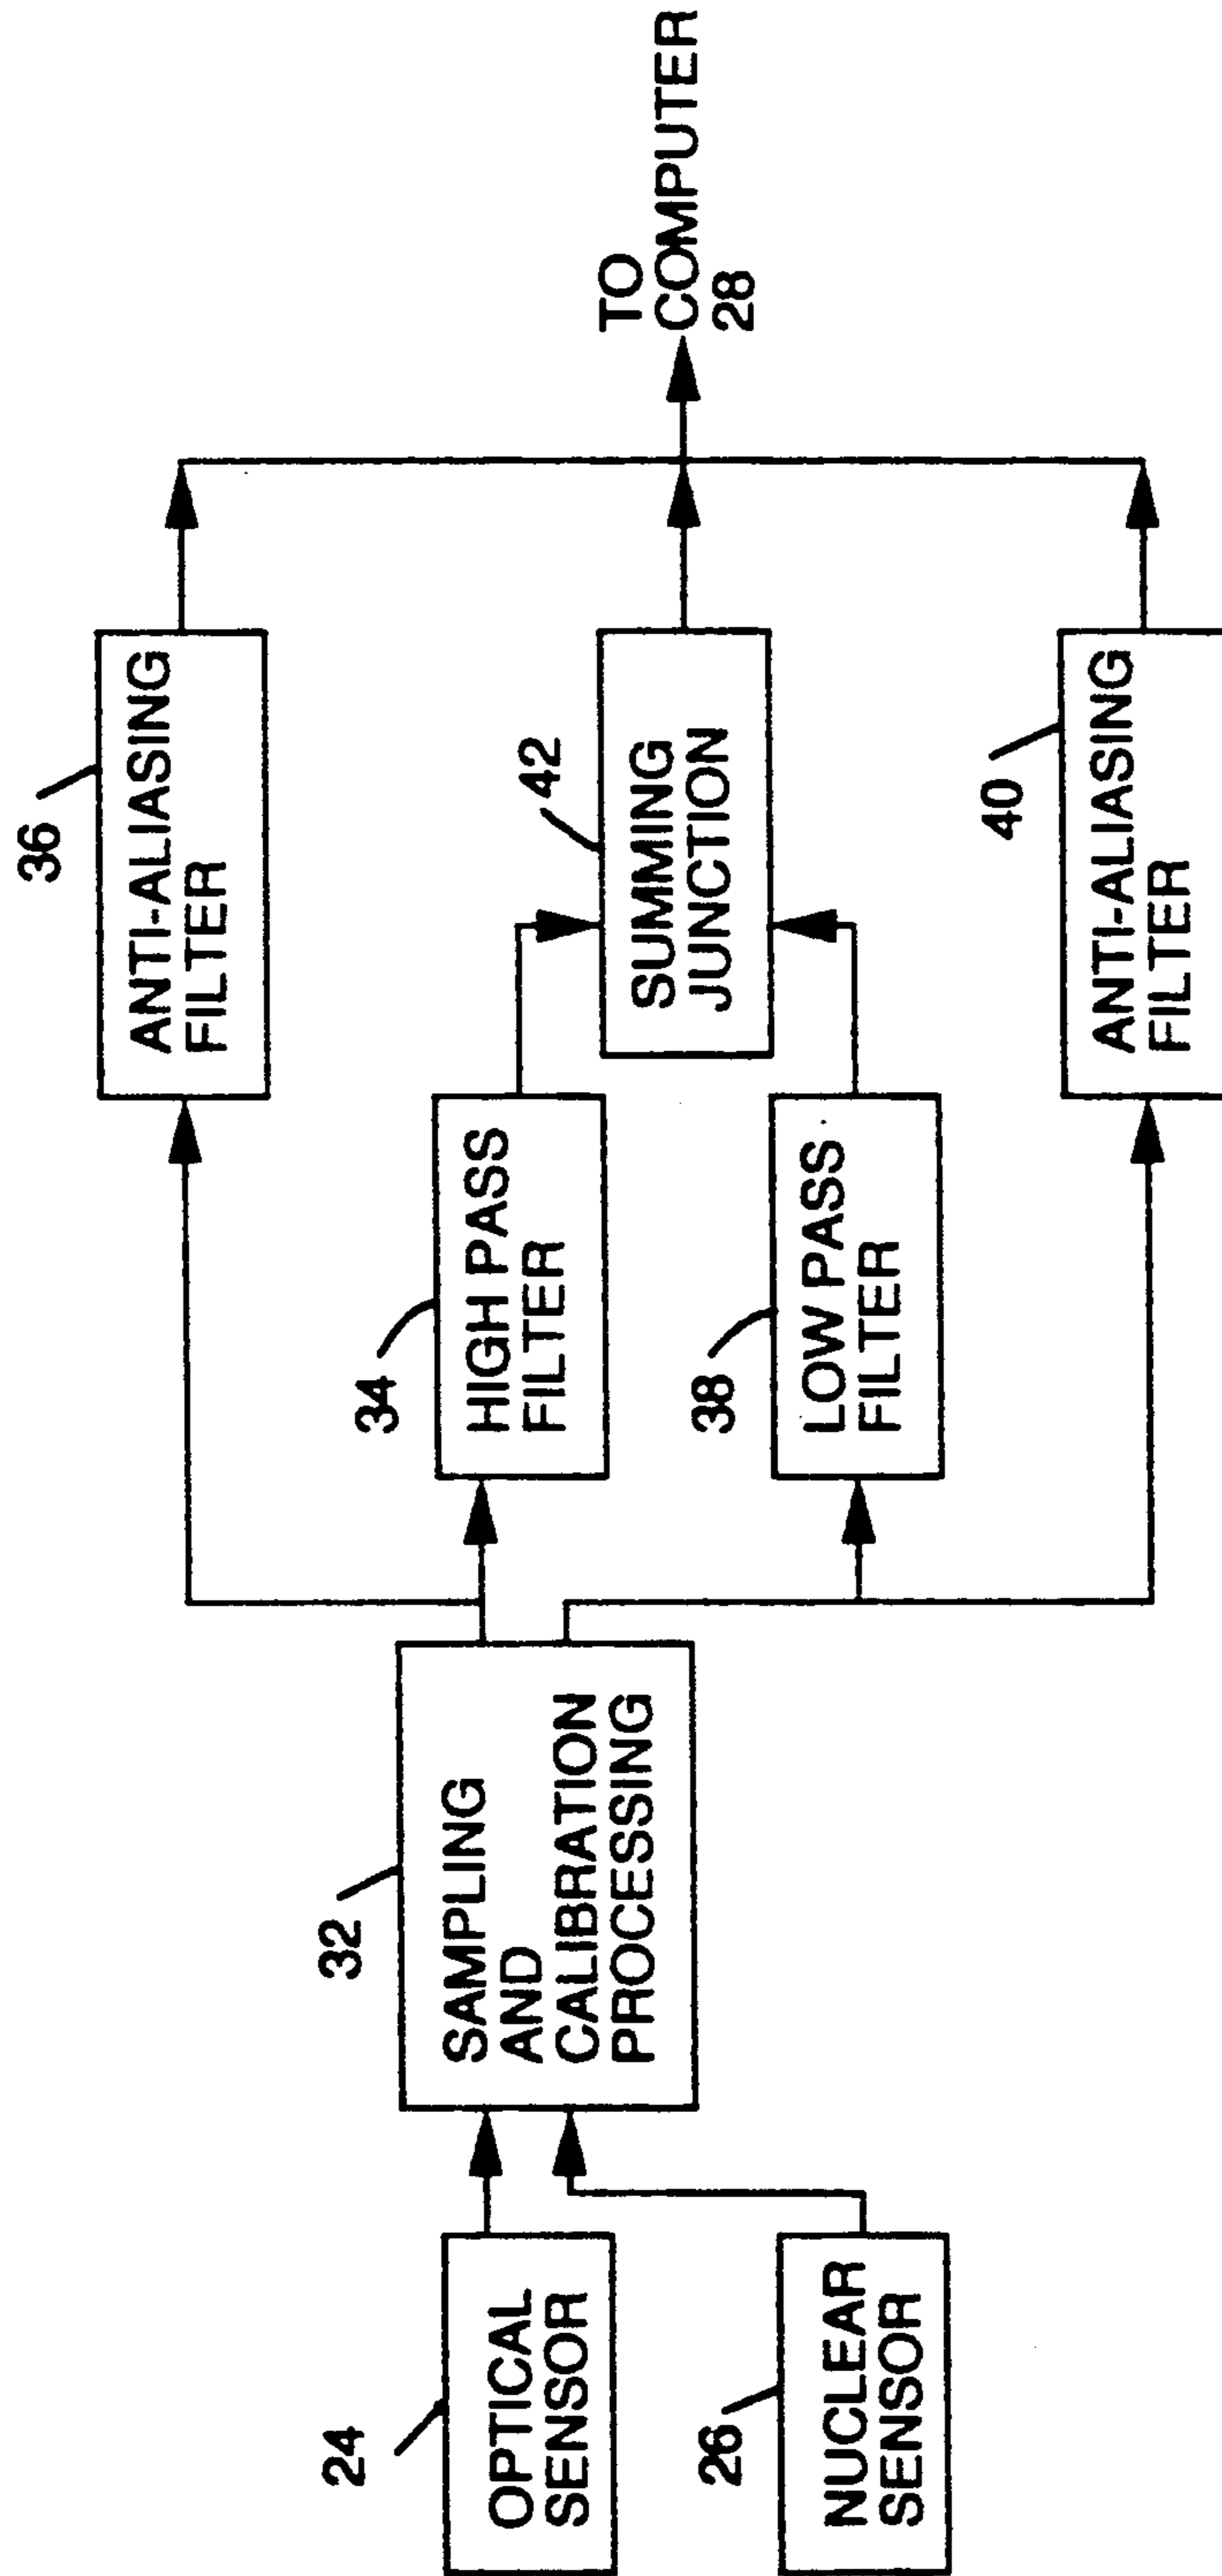 24
OPTICAL
SENSOR
26
NUCLEAR
SENSOR
32
SAMPLING
AND
CALIBRATION
PROCESSING
36
ANTI-ALIASING
FILTER
34
HIGH PASS
FILTER
38
LOW PASS
FILTER
42
SUMMING
JUNCTION
40
ANTI-ALIASING
FILTER
TO
COMPUTER
28